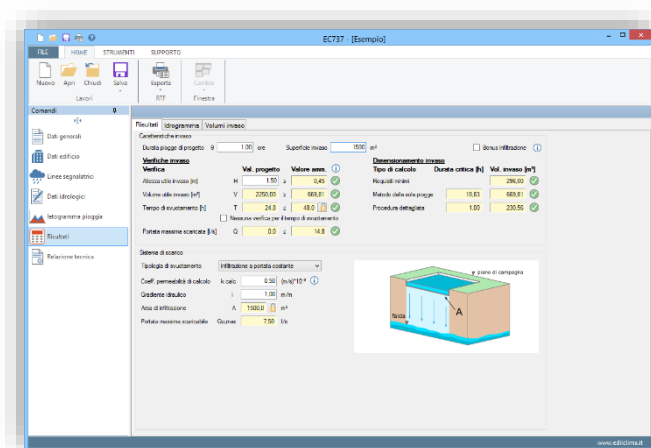 EC737 - [Esempio]
FILE HOME STRUMENTI SUPPORTO
Nuovo Apri Chiudi Salva Esporta Cambia
Lavori RTF Finestra
Comandi
Dati generali
Dati edificio
Linee segnalatrici
Dati idrologici
Ietogramma pioggia
Risultati
Relazione tecnica
Risultati Idrogramma Volumi invaso
Caratteristiche invaso
Durata piogge di progetto θ 1,00 ore Superficie invaso 1500 m² Bonus infiltrazione
Verifiche invaso Dimensionamento invaso
Verifica Val. progetto Valore amm. Tipo di calcolo Durata critica [h] Vol. invaso [m³]
Altezza utile invaso [m] H 1,50 ≥ 0,45 Requisiti minimi 296,00
Volume utile invaso [m³] V 2250,00 ≥ 669,81 Metodo delle sole piogge 10,83 669,81
Tempo di svuotamento [h] T 24,8 ≤ 48,0 Procedura dettagliata 1,00 230,56
Nessuna verifica per il tempo di svuotamento
Portata massima scaricata [l/s] Q 0,0 ≤ 14,8
Sistema di scarico
Tipologia di svuotamento Infiltrazione a portata costante
Coeff. permeabilità di calcolo k calc 0,50 (m/s)*10⁻⁵
Gradiente idraulico i 1,00 m/m
Area di infiltrazione A 1500,0 m²
Portata massima scaricabile Qu,max 7,50 l/s
piano di campagna
falda
A
www.edilclima.it